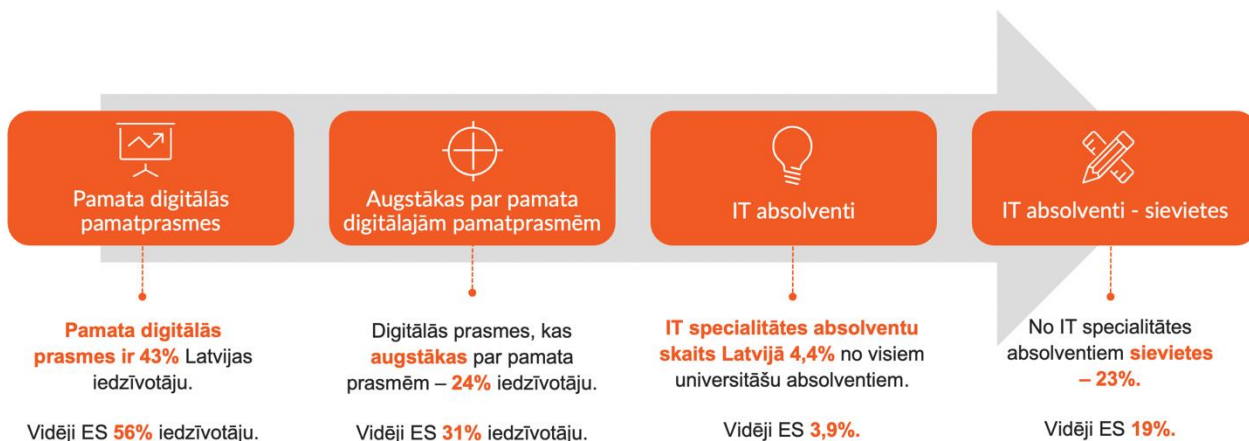 Pamata digitālās
pamatprasmes
Augstākas par pamata
digitālajām pamatprasmēm
IT absolventi
IT absolventi - sievietes
Pamata digitālās
prasmes ir 43% Latvijas
iedzīvotāju.
Vidēji ES 56% iedzīvotāju.
Digitālās prasmes, kas
augstākas par pamata
prasmēm – 24% iedzīvotāju.
Vidēji ES 31% iedzīvotāju.
IT specialitātes absolventu
skaits Latvijā 4,4% no visiem
universitāšu absolventiem.
Vidēji ES 3,9%.
No IT specialitātes
absolventiem sievietes
– 23%.
Vidēji ES 19%.